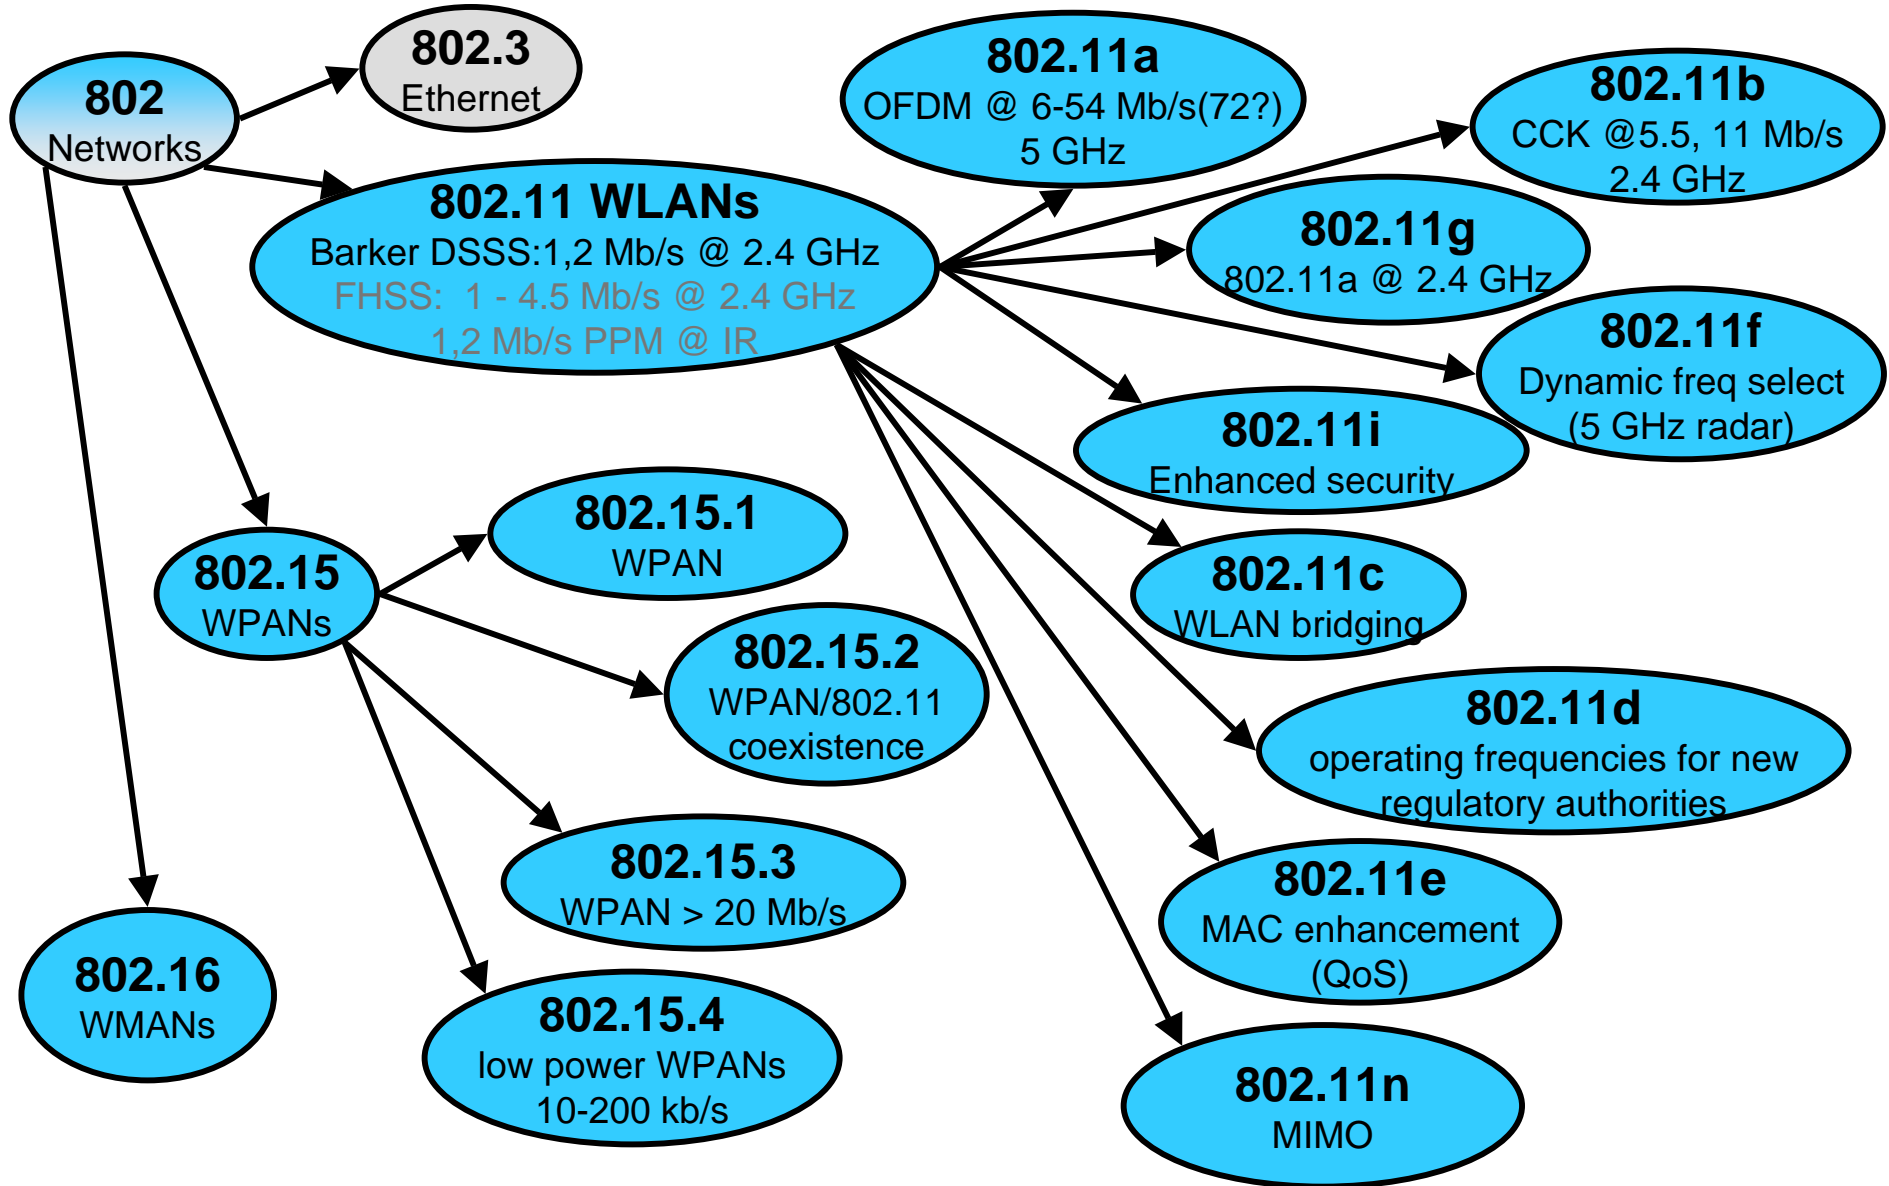 802
Networks
802.3
Ethernet
802.11 WLANs
Barker DSSS:1,2 Mb/s @ 2.4 GHz
FHSS:  1 - 4.5 Mb/s @ 2.4 GHz
1,2 Mb/s PPM @ IR
802.11a
OFDM @ 6-54 Mb/s(72?)
5 GHz
802.11b
CCK @5.5, 11 Mb/s
2.4 GHz
802.11g
802.11a @ 2.4 GHz
802.11f
Dynamic freq select
(5 GHz radar)
802.11i
Enhanced security
802.11c
WLAN bridging
802.11d
operating frequencies for new
regulatory authorities
802.11e
MAC enhancement
(QoS)
802.11n
MIMO
802.15
WPANs
802.15.1
WPAN
802.15.2
WPAN/802.11
coexistence
802.15.3
WPAN > 20 Mb/s
802.15.4
low power WPANs
10-200 kb/s
802.16
WMANs